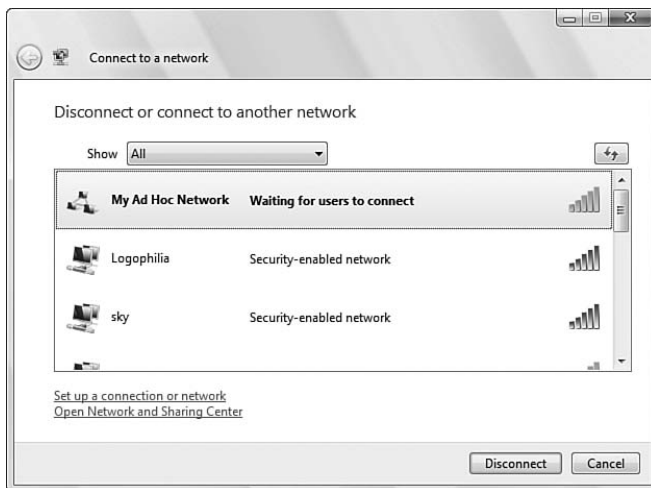 Connect to a network
Disconnect or connect to another network
Show All
My Ad Hoc Network Waiting for users to connect
Logophilia Security-enabled network
sky Security-enabled network
Set up a connection or network
Open Network and Sharing Center
Disconnect Cancel